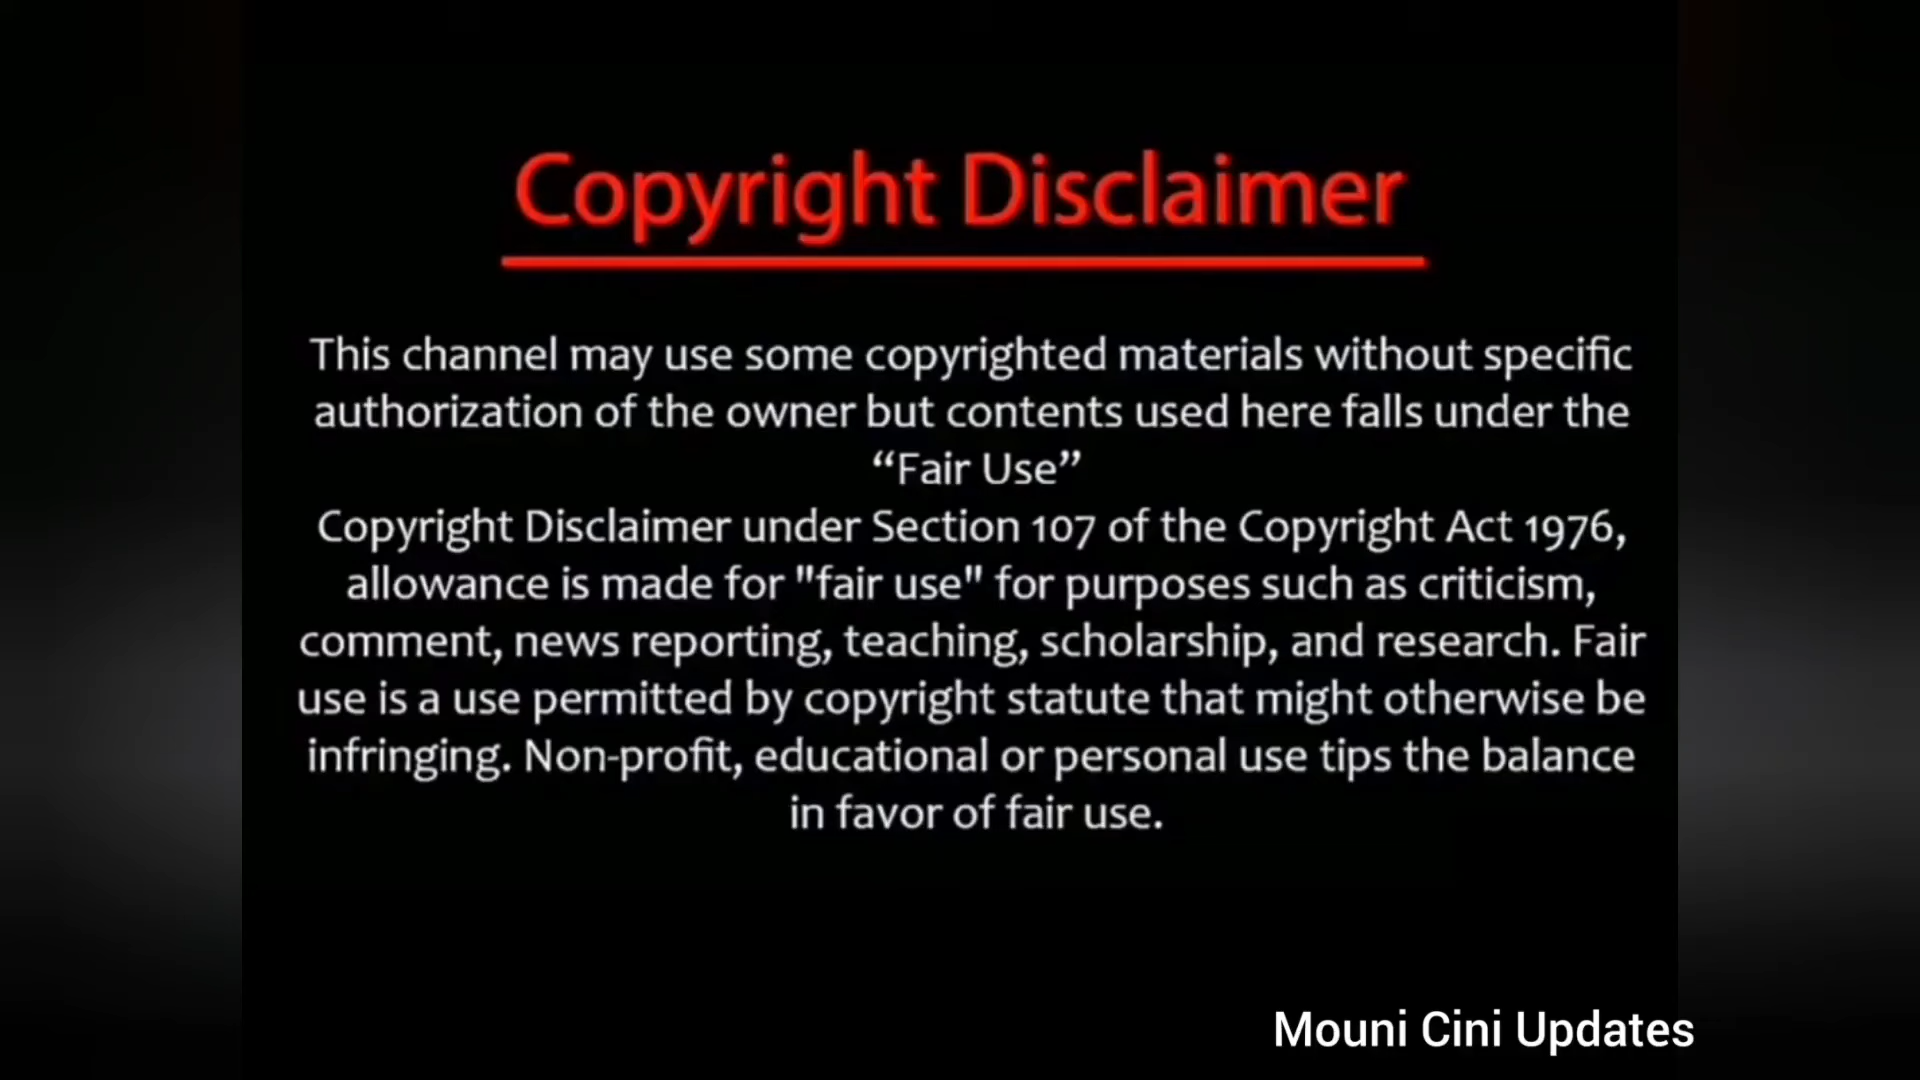 Copyright Disclaimer
This channel may use some copyrighted materials without specific
authorization of the owner but contents used here falls under the
“Fair Use”
Copyright Disclaimer under Section 107 of the Copyright Act 1976,
allowance is made for "fair use" for purposes such as criticism,
comment, news reporting, teaching, scholarship, and research. Fair
use is a use permitted by copyright statute that might otherwise be
infringing. Non-profit, educational or personal use tips the balance
in favor of fair use.
Mouni Cini Updates